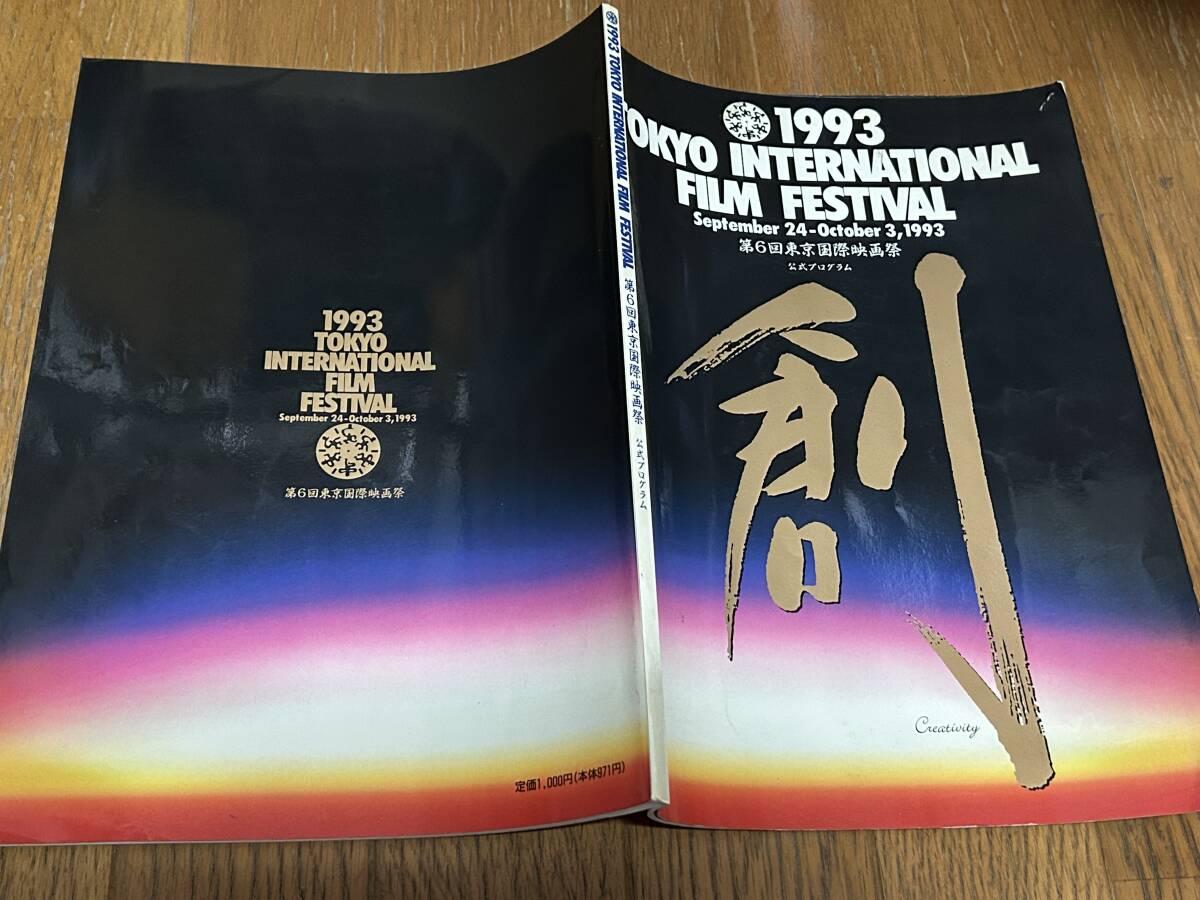 1993
TOKYO INTERNATIONAL
FILM FESTIVAL
September 24-October 3,1993
第6回東京国際映画祭
公式プログラム
創
Creativity
1993 TOKYO INTERNATIONAL FILM FESTIVAL 第6回東京国際映画祭 公式プログラム
1993
TOKYO
INTERNATIONAL
FILM
FESTIVAL
September 24-October 3,1993
第6回東京国際映画祭
定価1,000円(本体971円)